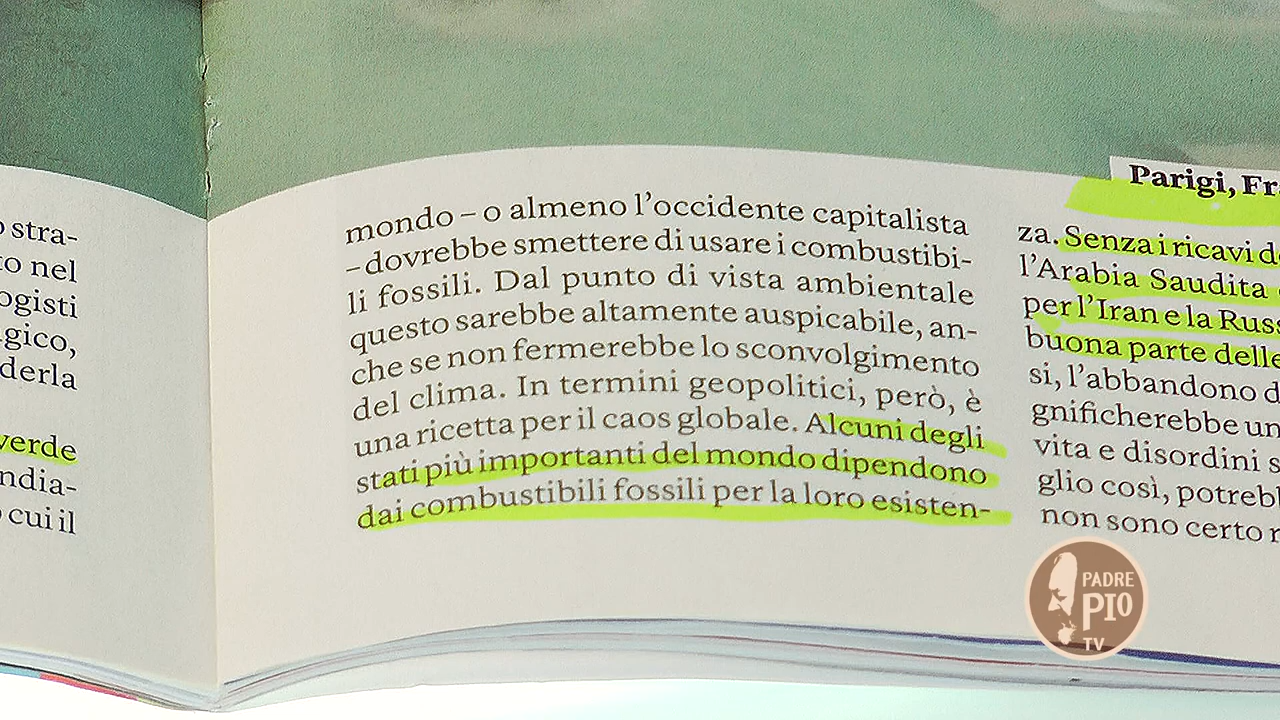 o stra-
to nel
ogisti
gico,
derla
verde
ndia-
o cui il
mondo – o almeno l'occidente capitalista
– dovrebbe smettere di usare i combustibi-
li fossili. Dal punto di vista ambientale
questo sarebbe altamente auspicabile, an-
che se non fermerebbe lo sconvolgimento
del clima. In termini geopolitici, però, è
una ricetta per il caos globale. Alcuni degli
stati più importanti del mondo dipendono
dai combustibili fossili per la loro esisten-
Parigi, Fr
za. Senza i ricavi d
l'Arabia Saudita
per l'Iran e la Russ
buona parte delle
si, l'abbandono d
gnificherebbe un
vita e disordini s
glio così, potrebb
non sono certo r
PADRE
PIO
TV